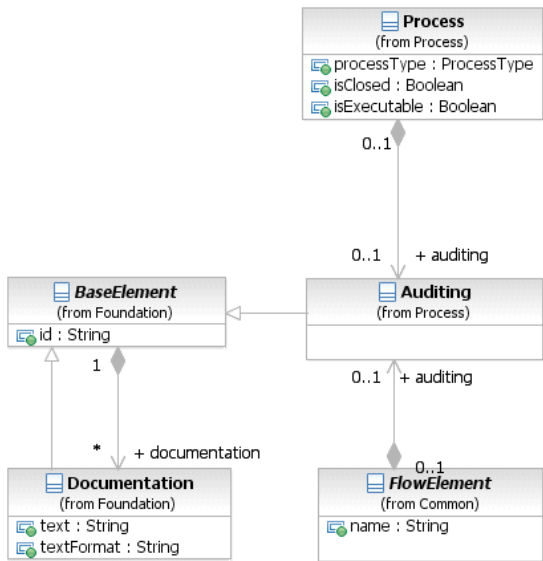 Process
(from Process)
processType : ProcessType
isClosed : Boolean
isExecutable : Boolean
0..1
0..1 + auditing
BaseElement
(from Foundation)
id : String
Auditing
(from Process)
1
0..1 + auditing
* + documentation
0..1
Documentation
(from Foundation)
text : String
textFormat : String
FlowElement
(from Common)
name : String